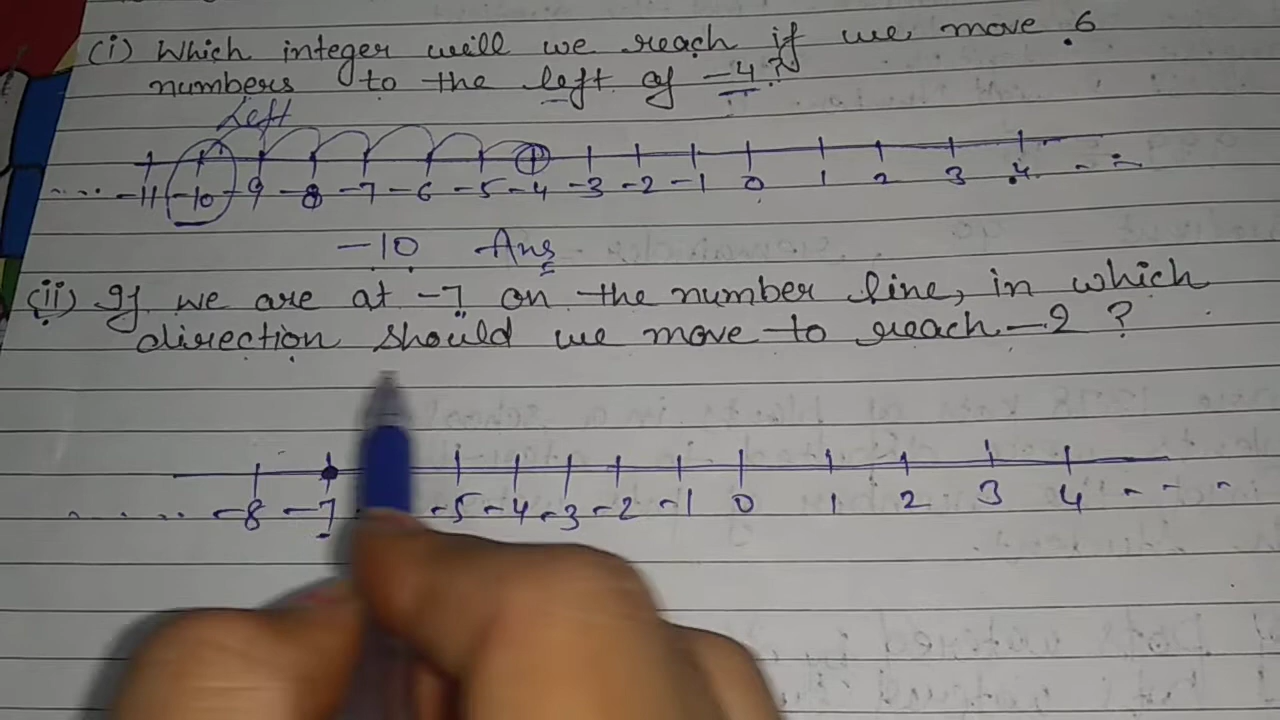 (i) Which integer will we reach if we move 6
numbers to the left of -4?
Left
.... -11 -10 -9 -8 -7 -6 -5 -4 -3 -2 -1 0 1 2 3 4 ---
-10 Ans
(ii) If we are at -7 on the number line, in which
direction should we move to reach -2 ?
..... -8 -7 -5 -4 -3 -2 -1 0 1 2 3 4 ----